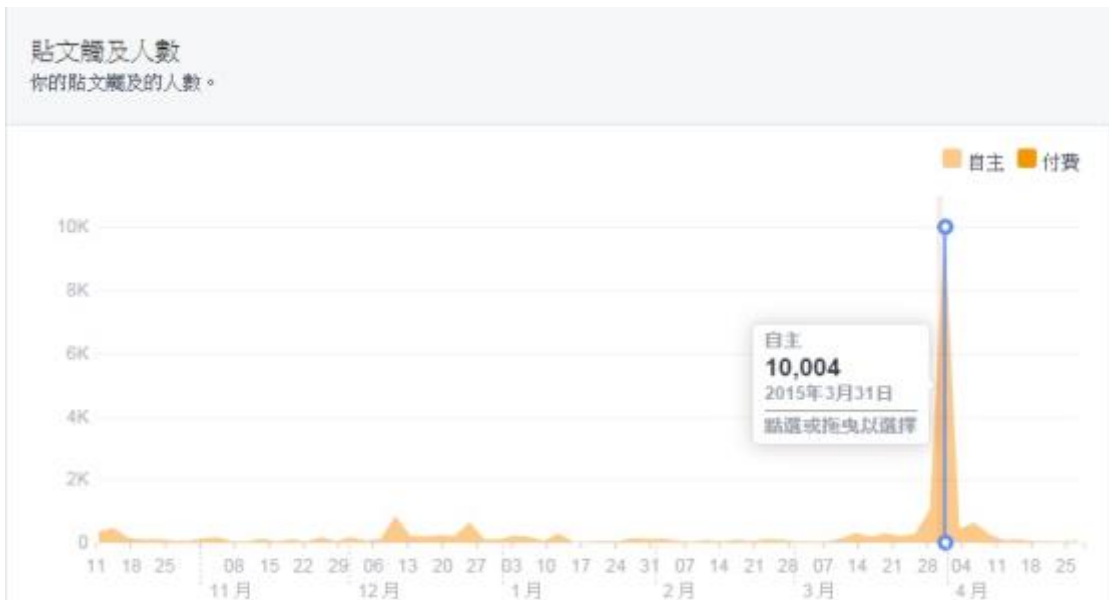 貼文觸及人數
你的貼文觸及的人數。
自主 付費
10K
8K
6K
4K
2K
0
自主
10,004
2015年3月31日
點選或拖曳以選擇
11 18 25 08 15 22 29 06 13 20 27 03 10 17 24 31 07 14 21 28 07 14 21 28 04 11 18 25
11月 12月 1月 2月 3月 4月